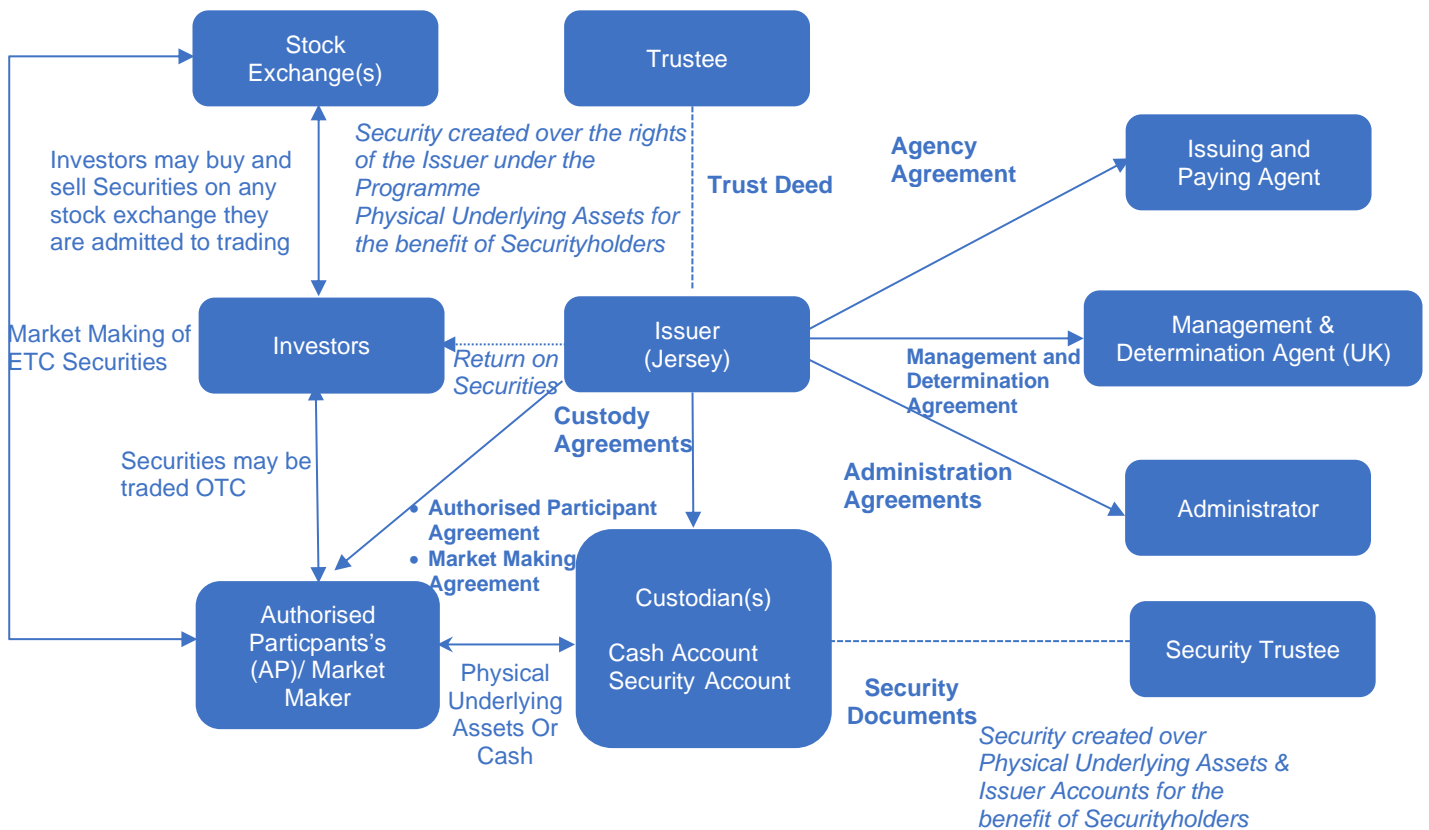 Stock
Exchange(s)
Trustee
Security created over the rights
of the Issuer under the
Programme
Physical Underlying Assets for
the benefit of Securityholders
Agency
Agreement
Issuing and
Paying Agent
Investors may buy and
sell Securities on any
stock exchange they
are admitted to trading
Trust Deed
Market Making of
ETC Securities
Investors
Return on
Securities
Issuer
(Jersey)
Management &
Determination Agent (UK)
Management and
Determination
Agreement
Custody
Agreements
Securities may be
traded OTC
Administration
Agreements
• Authorised Participant
Agreement
• Market Making
Agreement
Administrator
Authorised
Particpants's
(AP)/ Market
Maker
Physical
Underlying
Assets Or
Cash
Custodian(s)
Cash Account
Security Account
Security Trustee
Security
Documents
Security created over
Physical Underlying Assets &
Issuer Accounts for the
benefit of Securityholders